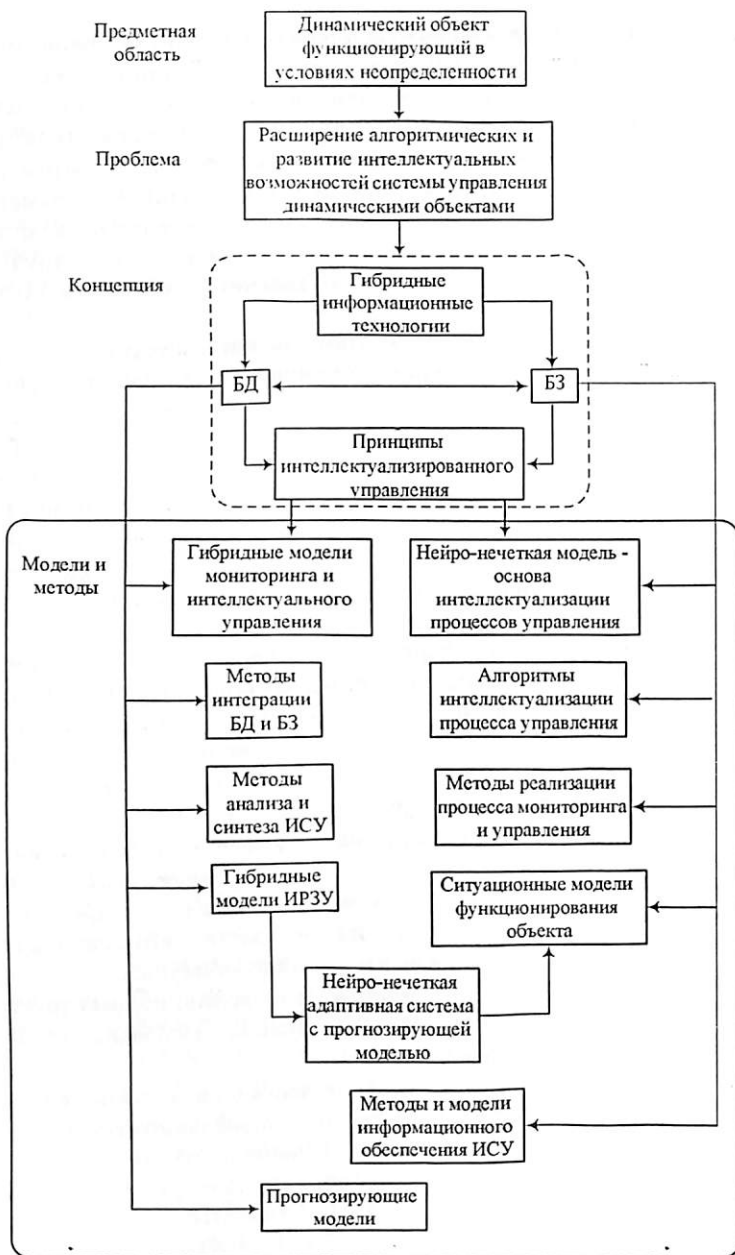 Предметная
область
Динамический объект
функционирующий в
условиях неопределенности
Проблема
Расширение алгоритмических и
развитие интеллектуальных
возможностей системы управления
динамическими объектами
Концепция
Гибридные
информационные
технологии
БД
БЗ
Принципы
интеллектуализированного
управления
Модели и
методы
Гибридные модели
мониторинга и
интеллектуального
управления
Нейро-нечеткая модель -
основа
интеллектуализации
процессов управления
Методы
интеграции
БД и БЗ
Алгоритмы
интеллектуализации
процесса управления
Методы
анализа и
синтеза ИСУ
Методы реализации
процесса мониторинга
и управления
Гибридные
модели ИРЗУ
Ситуационные модели
функционирования
объекта
Нейро-нечеткая
адаптивная система
с прогнозирующей
моделью
Методы и модели
информационного
обеспечения ИСУ
Прогнозирующие
модели